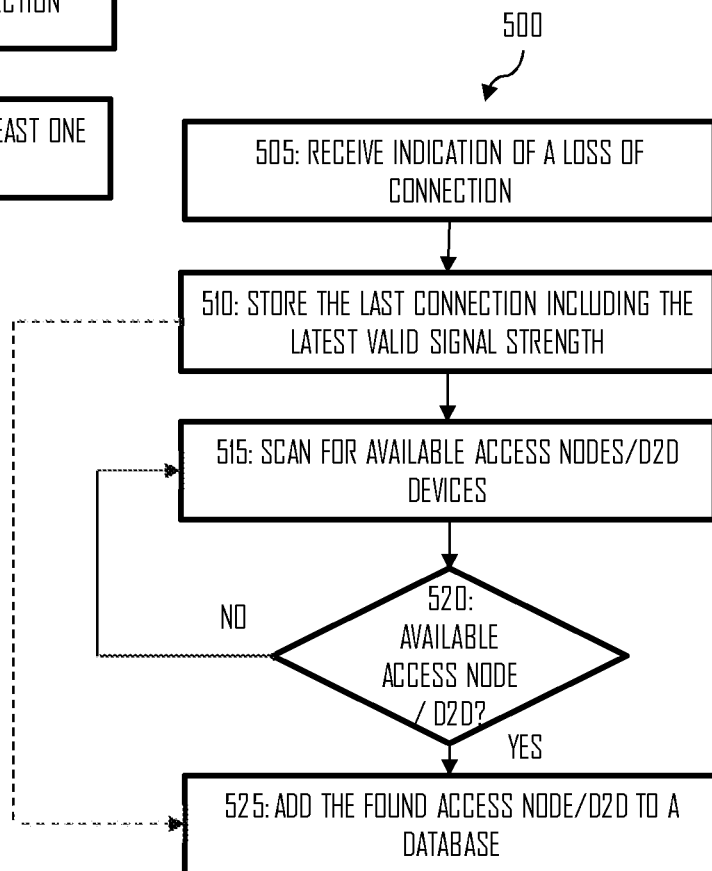 ECTION
EAST ONE
500
505: RECEIVE INDICATION OF A LOSS OF
CONNECTION
510: STORE THE LAST CONNECTION INCLUDING THE
LATEST VALID SIGNAL STRENGTH
515: SCAN FOR AVAILABLE ACCESS NODES/D2D
DEVICES
520:
AVAILABLE
ACCESS NODE
/ D2D?
NO
YES
525: ADD THE FOUND ACCESS NODE/D2D TO A
DATABASE